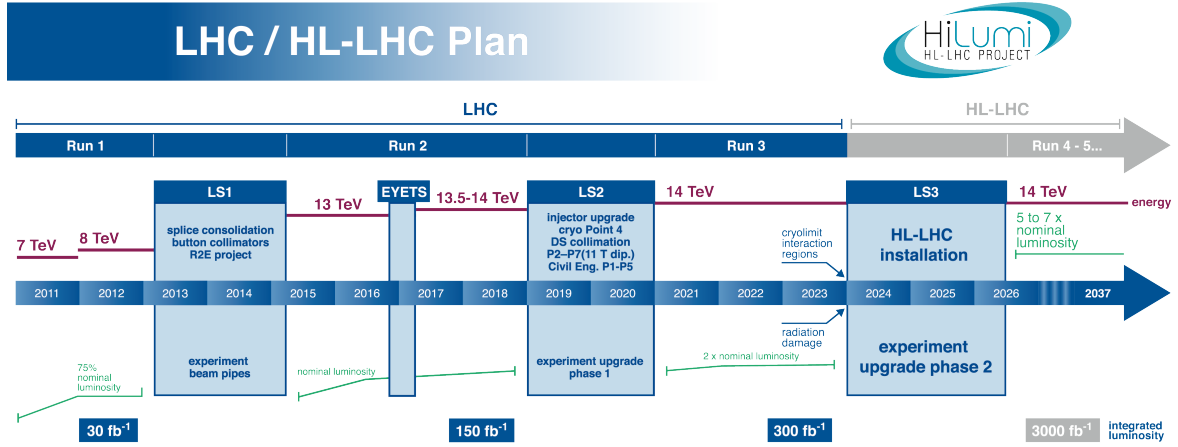 LHC / HL-LHC Plan
HiLumi
HL-LHC PROJECT
LHC
HL-LHC
Run 1
Run 2
Run 3
Run 4 - 5...
LS1
EYETS
LS2
LS3
7 TeV
8 TeV
13 TeV
13.5-14 TeV
14 TeV
14 TeV
energy
splice consolidation
button collimators
R2E project
injector upgrade
cryo Point 4
DS collimation
P2–P7(11 T dip.)
Civil Eng. P1-P5
cryolimit
interaction
regions
HL-LHC
installation
5 to 7 x
nominal
luminosity
2011
2012
2013
2014
2015
2016
2017
2018
2019
2020
2021
2022
2023
2024
2025
2026
2037
radiation
damage
75%
nominal
luminosity
experiment
beam pipes
nominal luminosity
experiment upgrade
phase 1
2 x nominal luminosity
experiment
upgrade phase 2
30 fb-1
150 fb-1
300 fb-1
3000 fb-1
integrated
luminosity